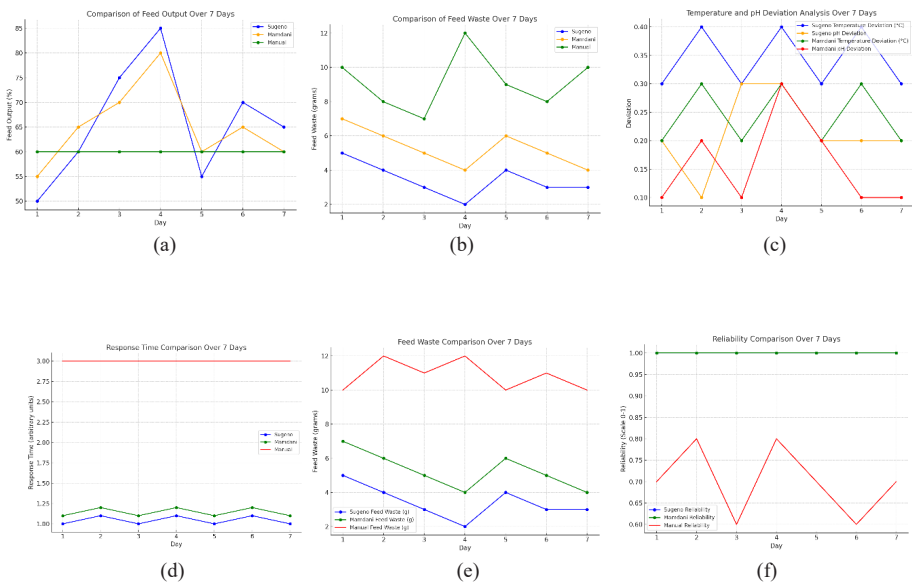 Comparison of Feed Output Over 7 Days
Feed Output (%)
85
80
75
70
65
60
55
50
1 2 3 4 5 6 7
Day
Sugeno
Mamdani
Manual
(a)
Comparison of Feed Waste Over 7 Days
Feed Waste (grams)
12
10
8
6
4
2
1 2 3 4 5 6 7
Day
Sugeno
Mamdani
Manual
(b)
Temperature and pH Deviation Analysis Over 7 Days
Deviation
0.40
0.35
0.30
0.25
0.20
0.15
0.10
1 2 3 4 5 6 7
Day
Sugeno Temperature Deviation (°C)
Sugeno pH Deviation
Mamdani Temperature Deviation (°C)
Mamdani pH Deviation
(c)
Response Time Comparison Over 7 Days
Response Time (arbitrary units)
3.00
2.75
2.50
2.25
2.00
1.75
1.50
1.25
1.00
1 2 3 4 5 6 7
Day
Sugeno
Mamdani
Manual
(d)
Feed Waste Comparison Over 7 Days
Feed Waste (grams)
12
10
8
6
4
2
1 2 3 4 5 6 7
Day
Sugeno Feed Waste (g)
Mamdani Feed Waste (g)
Manual Feed Waste (g)
(e)
Reliability Comparison Over 7 Days
Reliability (Scale 0-1)
1.00
0.95
0.90
0.85
0.80
0.75
0.70
0.65
0.60
1 2 3 4 5 6 7
Day
Sugeno Reliability
Mamdani Reliability
Manual Reliability
(f)